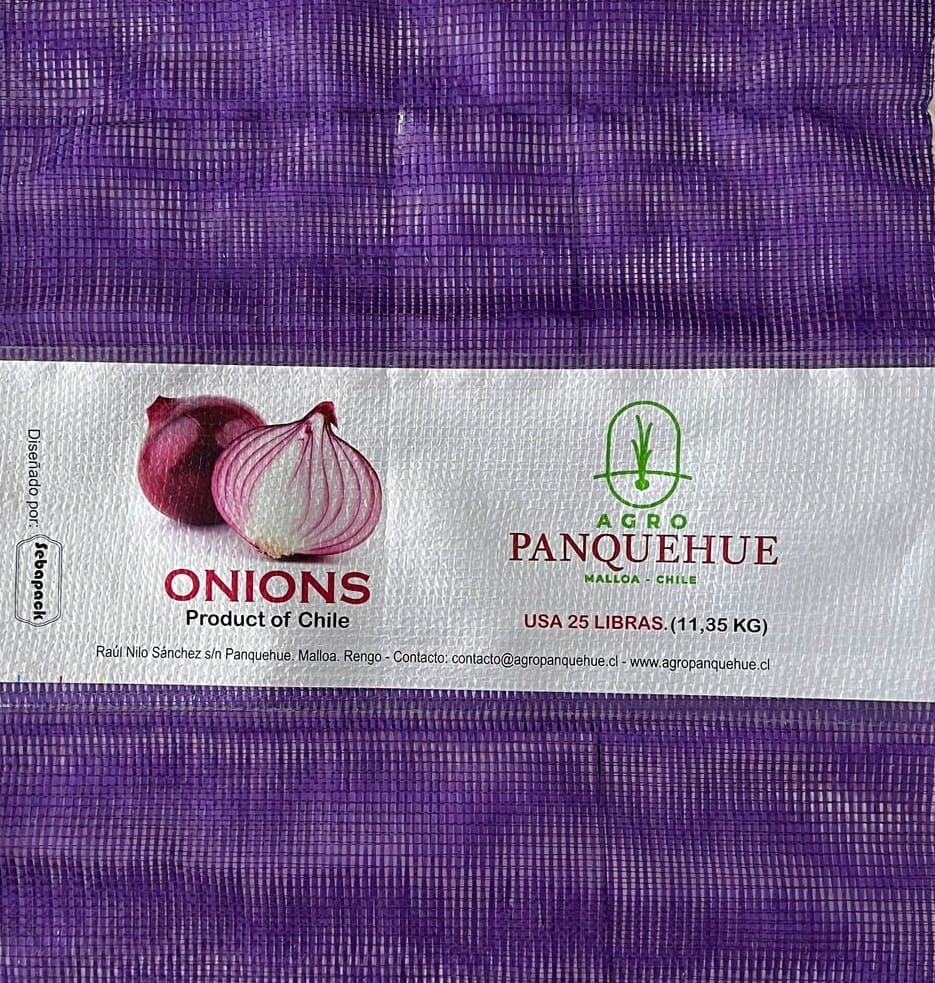 Diseñado por:
Sebapack
ONIONS
Product of Chile
AGRO
PANQUEHUE
MALLOA - CHILE
USA 25 LIBRAS.(11,35 KG)
Raúl Nilo Sánchez s/n Panquehue. Malloa. Rengo - Contacto: contacto@agropanquehue.cl - www.agropanquehue.cl